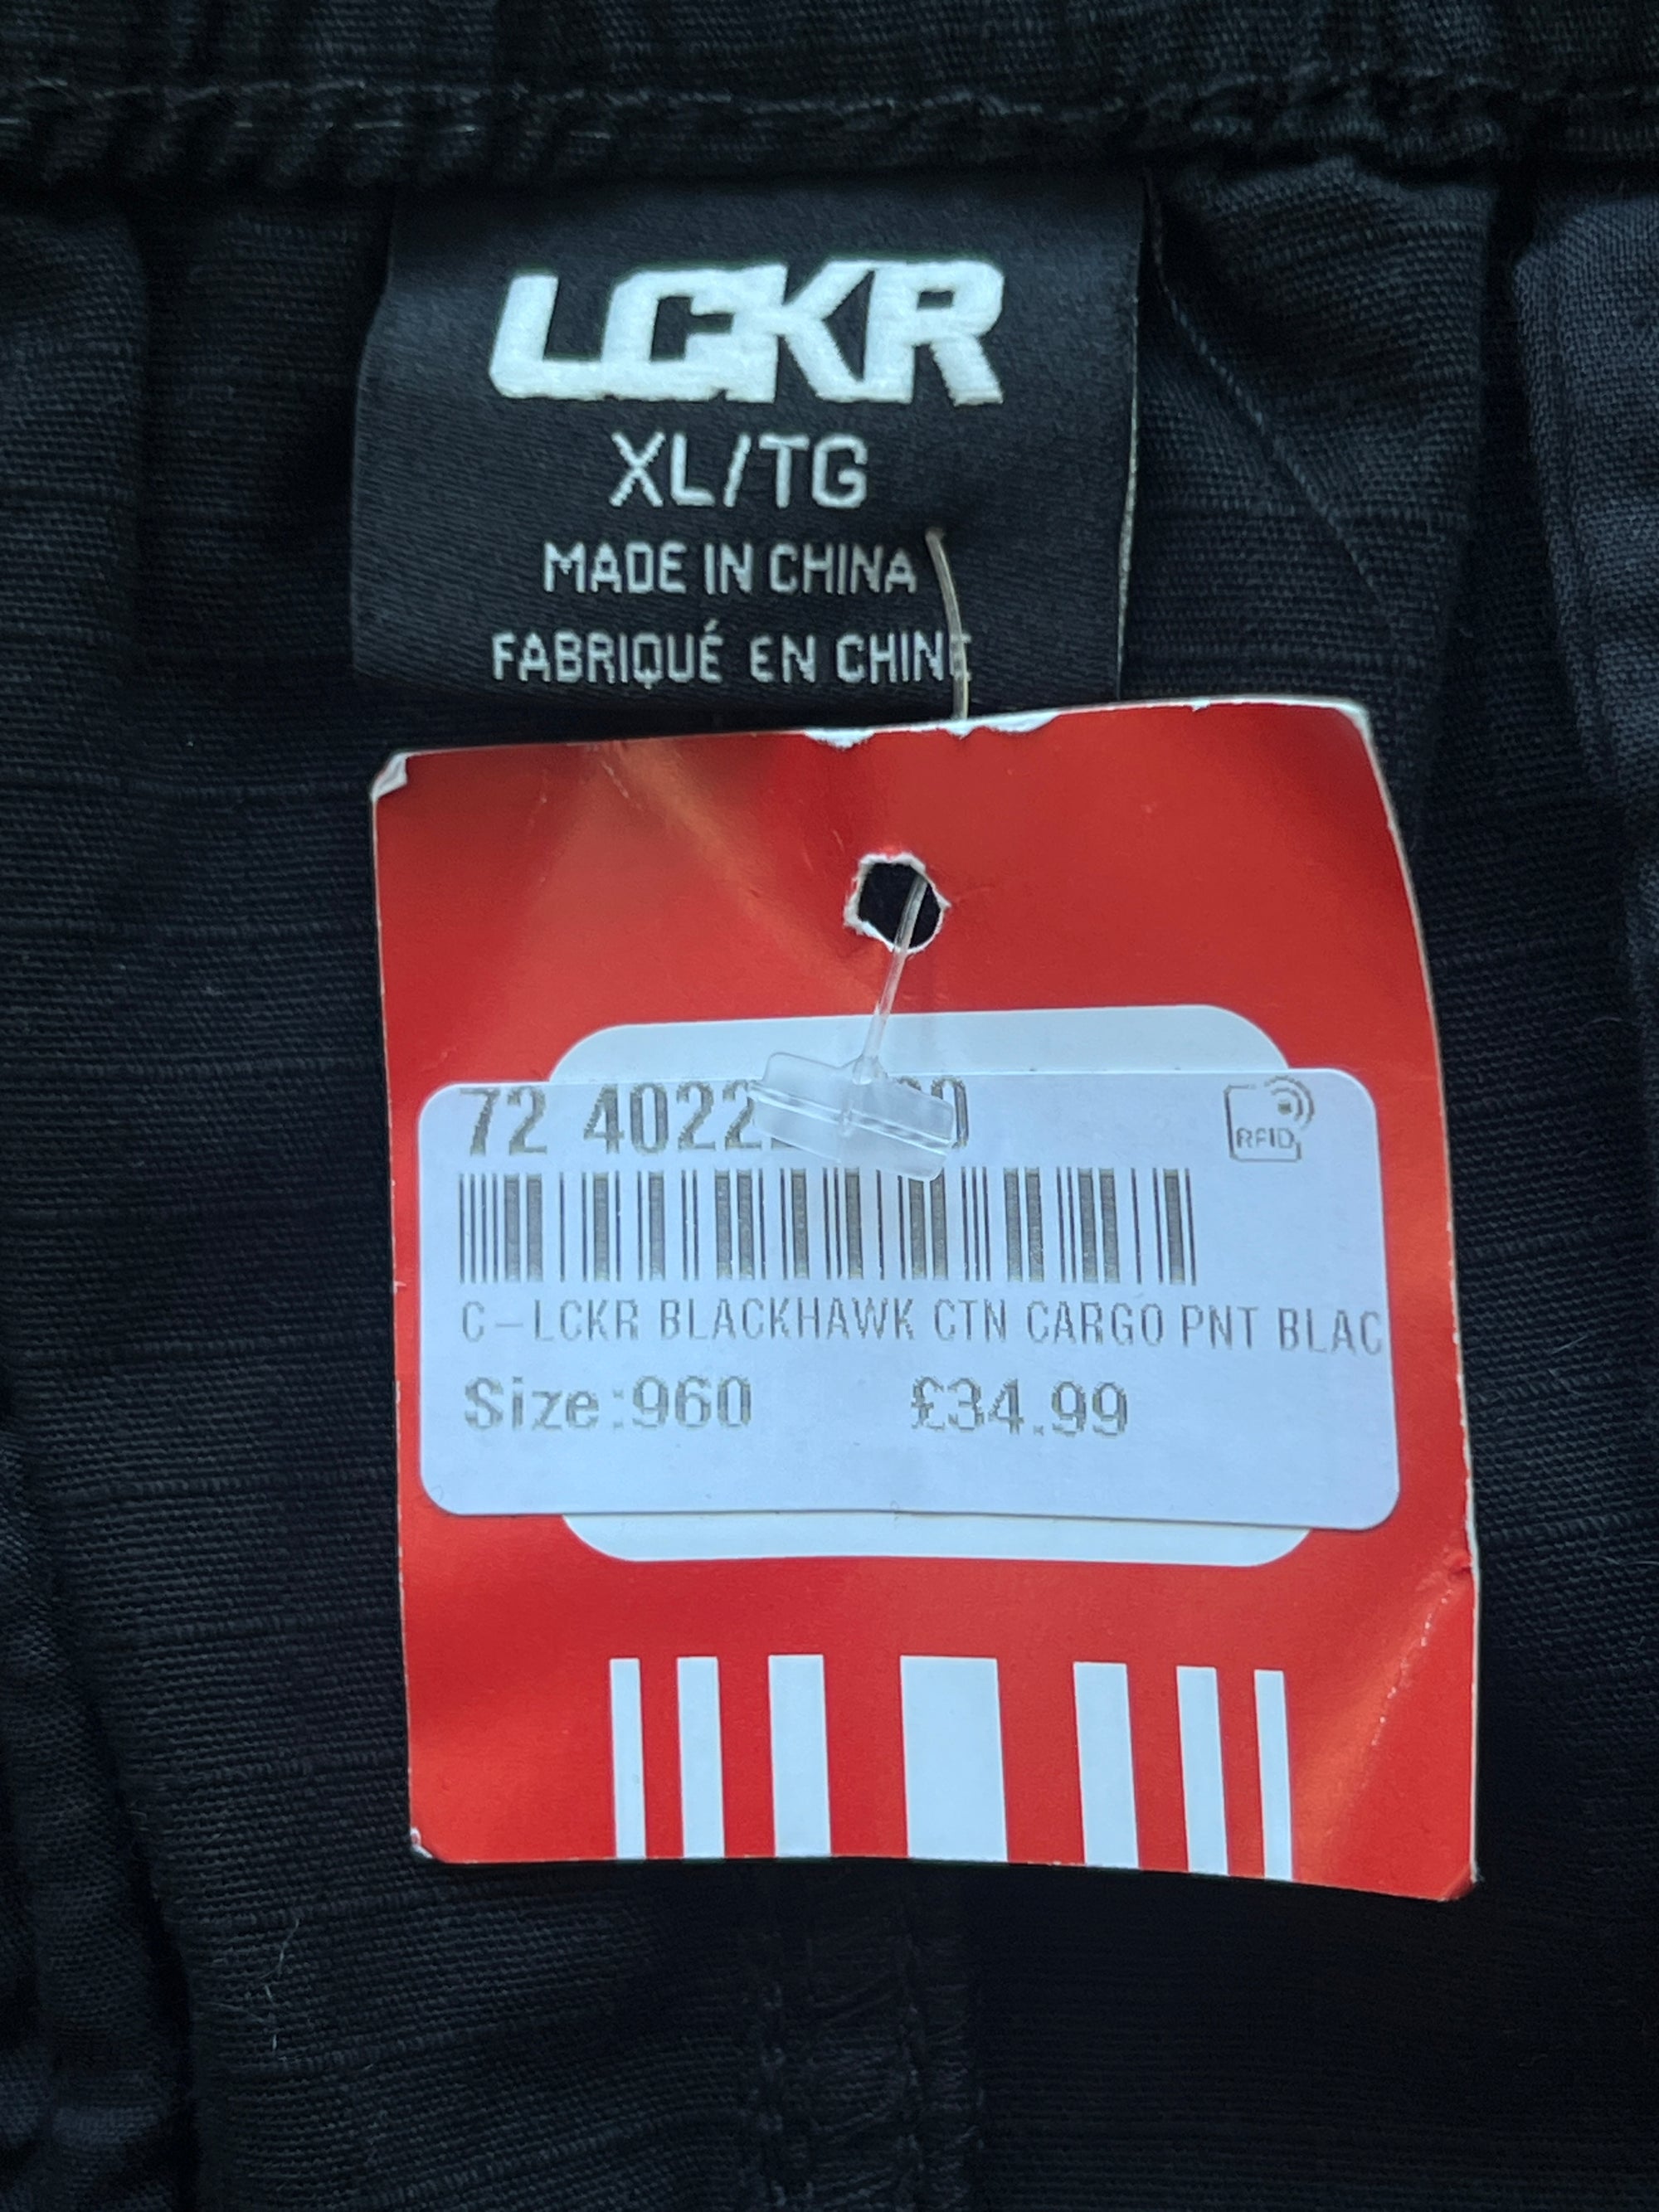 LCKR
XL/TG
MADE IN CHINA
FABRIQUÉ EN CHINE
72
RFID
C-LCKR BLACKHAWK CTN CARGO PNT BLAC
Size:960 £34.99